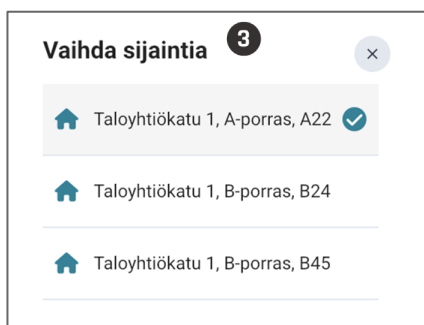 Vaihda sijaintia 3
Taloyhtiökatu 1, A-porras, A22
Taloyhtiökatu 1, B-porras, B24
Taloyhtiökatu 1, B-porras, B45